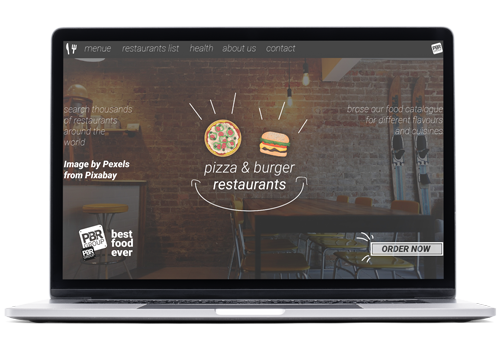 menue restaurants list health about us contact
search thousands
of restaurants
around the
world
brose our food catalogue
for different flavours
and cuisines
Image by Pexels
from Pixabay
pizza & burger
restaurants
PBR
GROUP
PBR
best
food
ever
ORDER NOW